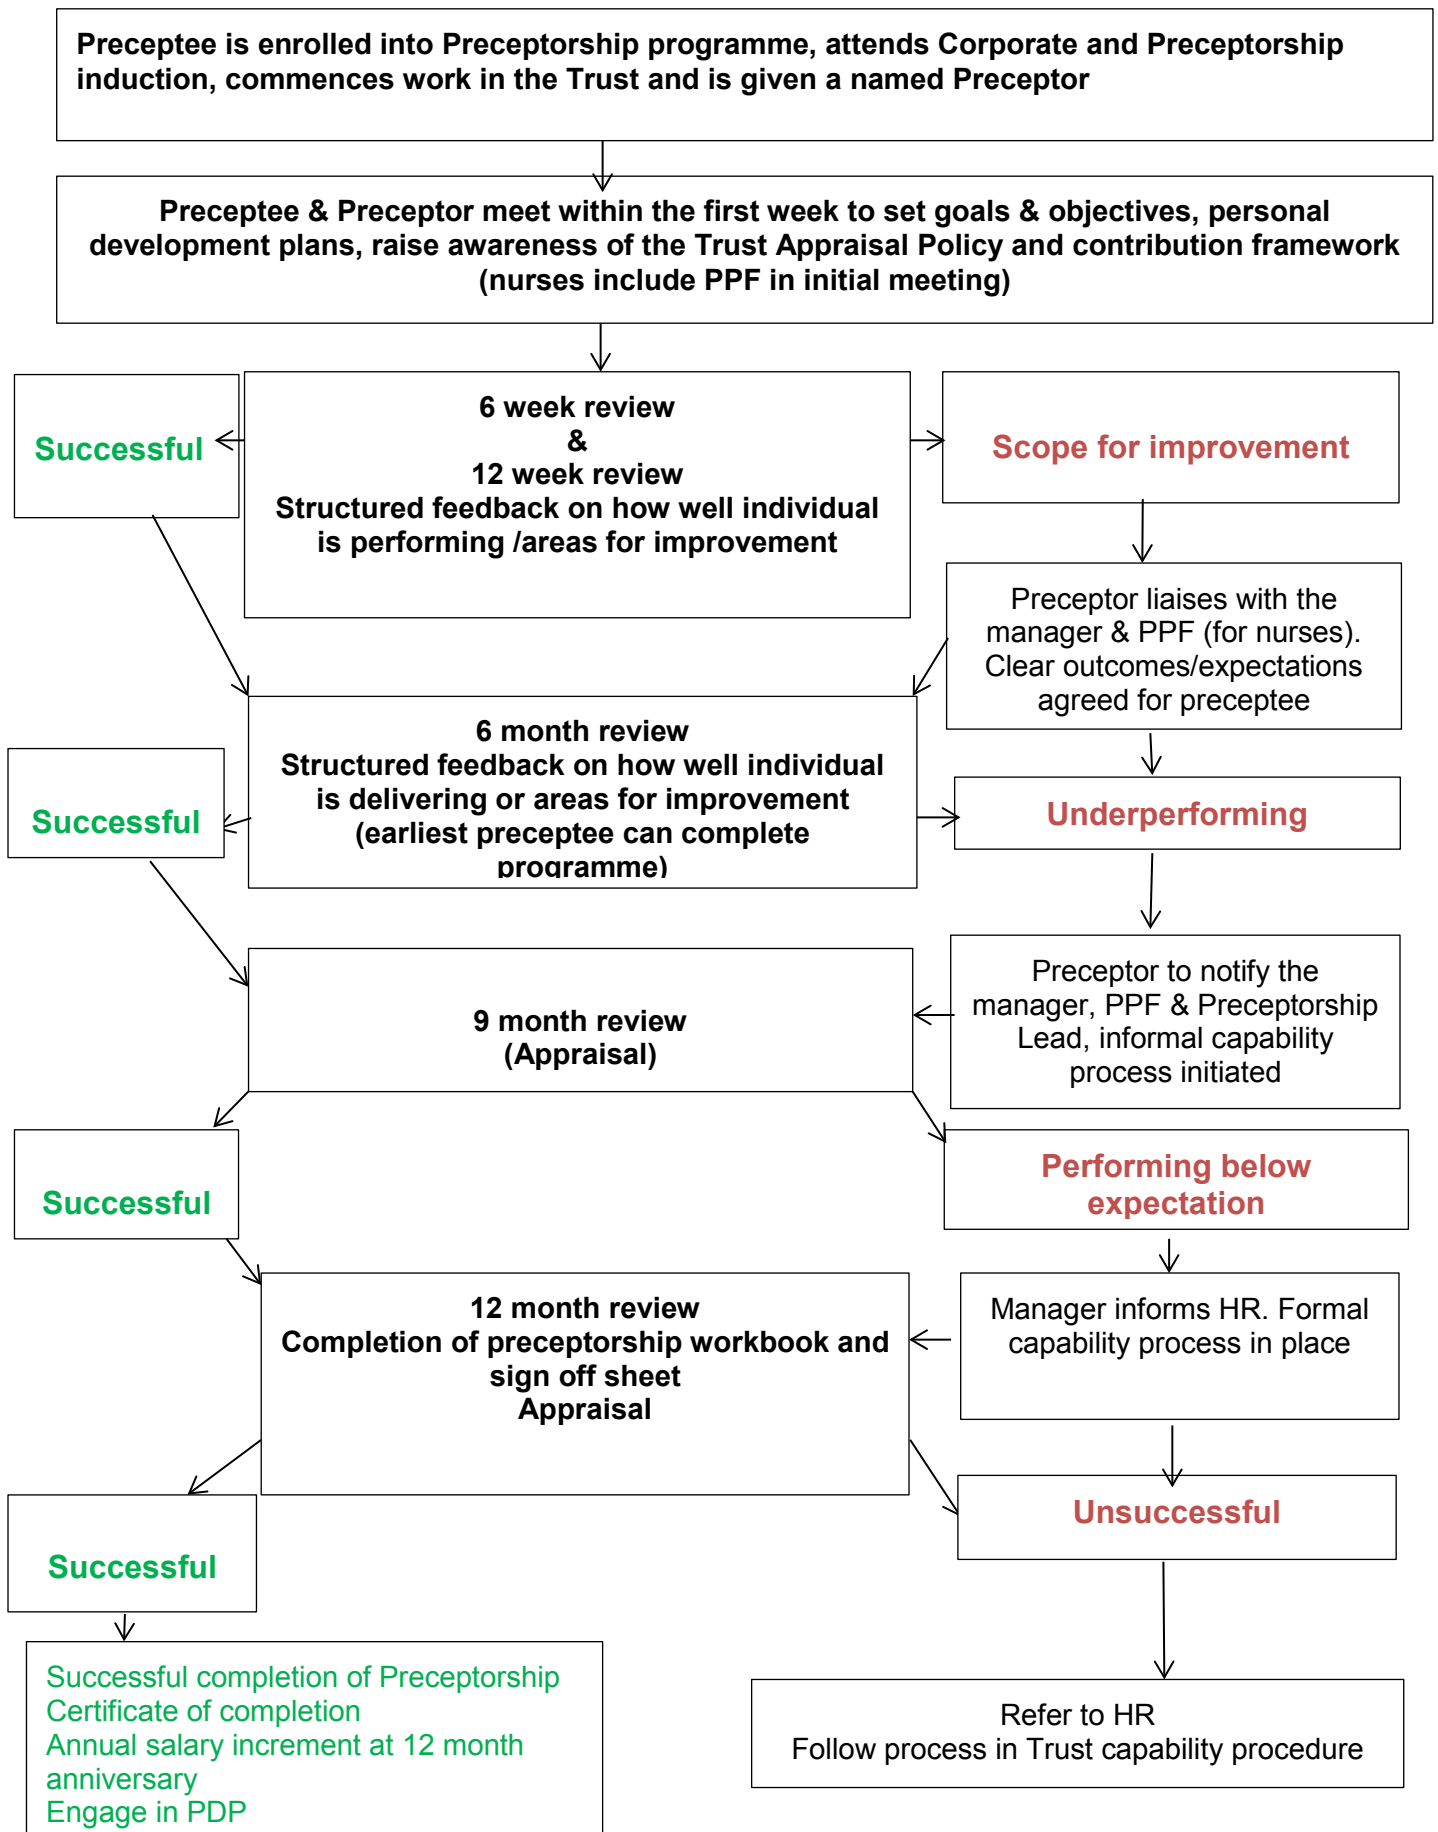 Preceptee is enrolled into Preceptorship programme, attends Corporate and Preceptorship
induction, commences work in the Trust and is given a named Preceptor
Preceptee & Preceptor meet within the first week to set goals & objectives, personal
development plans, raise awareness of the Trust Appraisal Policy and contribution framework
(nurses include PPF in initial meeting)
Successful
6 week review
&
12 week review
Structured feedback on how well individual
is performing /areas for improvement
Scope for improvement
Preceptor liaises with the
manager & PPF (for nurses).
Clear outcomes/expectations
agreed for preceptee
6 month review
Structured feedback on how well individual
is delivering or areas for improvement
(earliest preceptee can complete
programme)
Successful
Underperforming
Preceptor to notify the
manager, PPF & Preceptorship
Lead, informal capability
process initiated
9 month review
(Appraisal)
Successful
Performing below
expectation
12 month review
Completion of preceptorship workbook and
sign off sheet
Appraisal
Manager informs HR. Formal
capability process in place
Successful
Unsuccessful
Successful completion of Preceptorship
Certificate of completion
Annual salary increment at 12 month
anniversary
Engage in PDP
Refer to HR
Follow process in Trust capability procedure